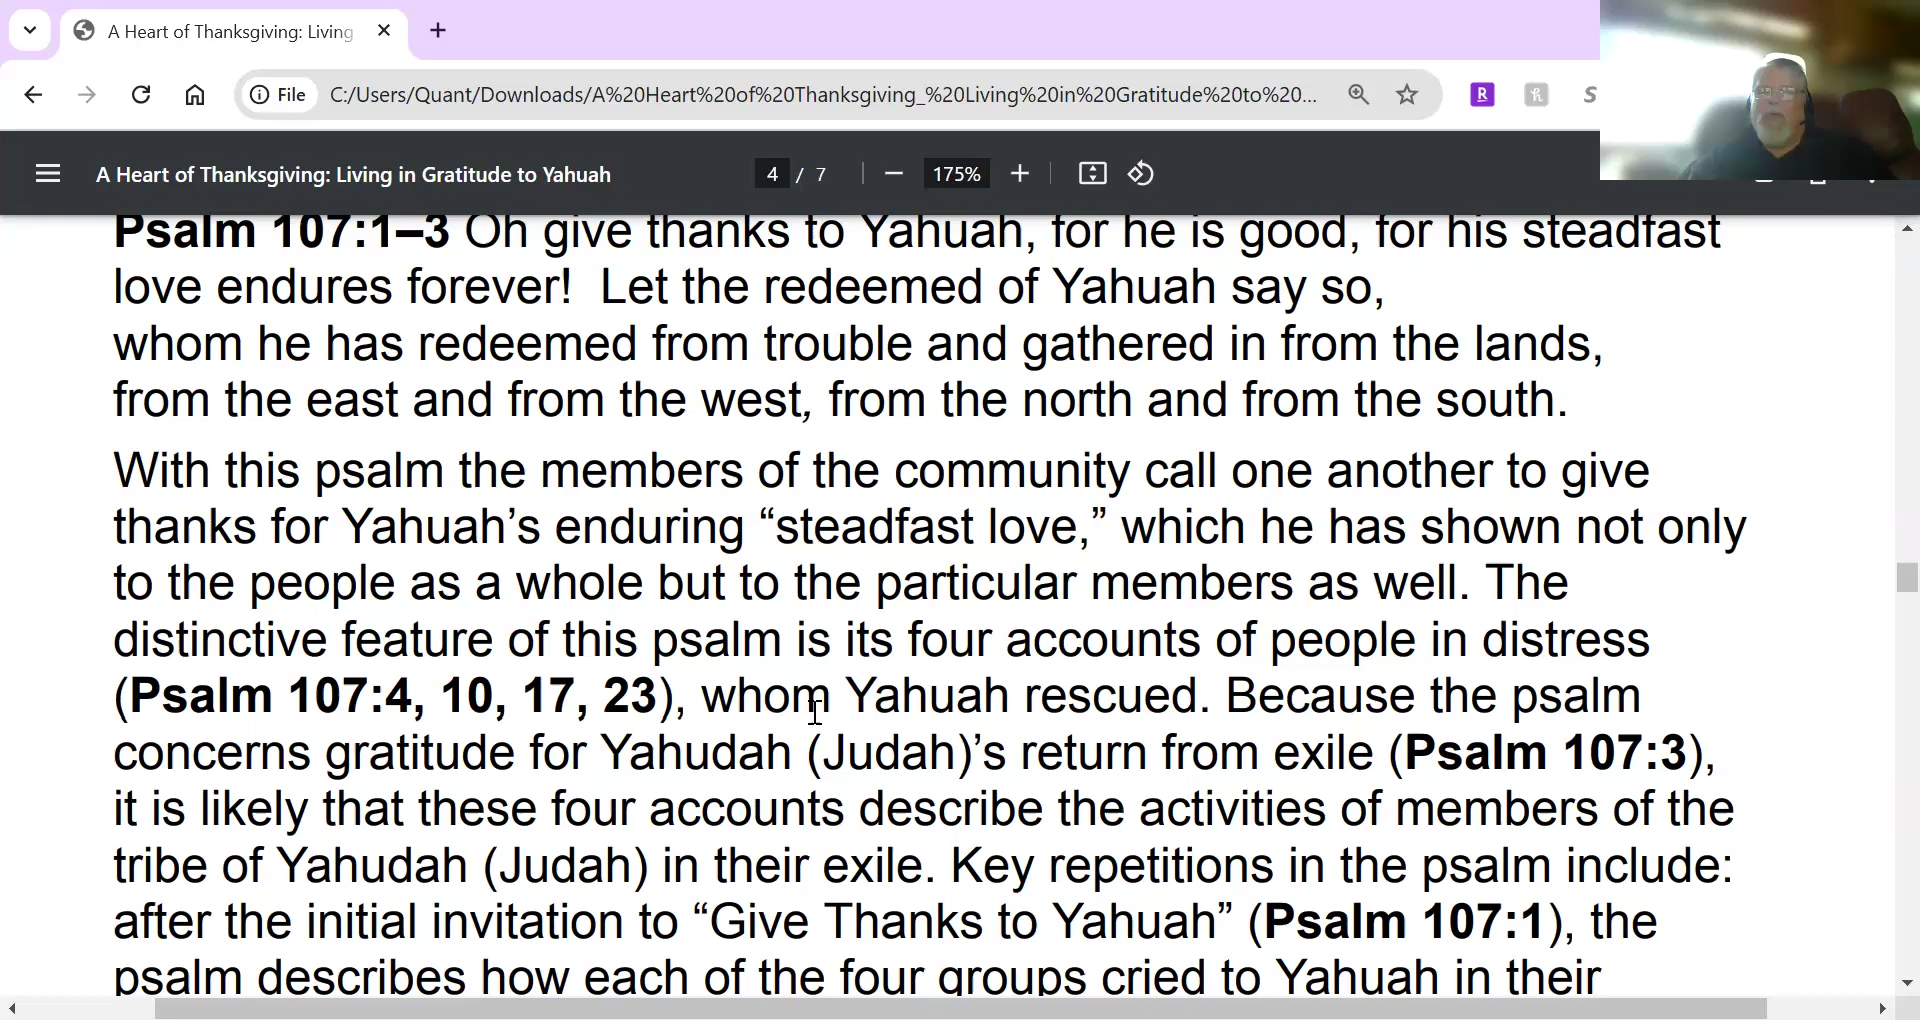 A Heart of Thanksgiving: Living
File
C:/Users/Quant/Downloads/A%20Heart%20of%20Thanksgiving_%20Living%20in%20Gratitude%20to%20...
A Heart of Thanksgiving: Living in Gratitude to Yahuah
4 / 7
175%
Psalm 107:1–3 Oh give thanks to Yahuah, for he is good, for his steadfast
love endures forever!  Let the redeemed of Yahuah say so,
whom he has redeemed from trouble and gathered in from the lands,
from the east and from the west, from the north and from the south.
With this psalm the members of the community call one another to give
thanks for Yahuah’s enduring “steadfast love,” which he has shown not only
to the people as a whole but to the particular members as well. The
distinctive feature of this psalm is its four accounts of people in distress
(Psalm 107:4, 10, 17, 23), whom Yahuah rescued. Because the psalm
concerns gratitude for Yahudah (Judah)’s return from exile (Psalm 107:3),
it is likely that these four accounts describe the activities of members of the
tribe of Yahudah (Judah) in their exile. Key repetitions in the psalm include:
after the initial invitation to “Give Thanks to Yahuah” (Psalm 107:1), the
psalm describes how each of the four groups cried to Yahuah in their